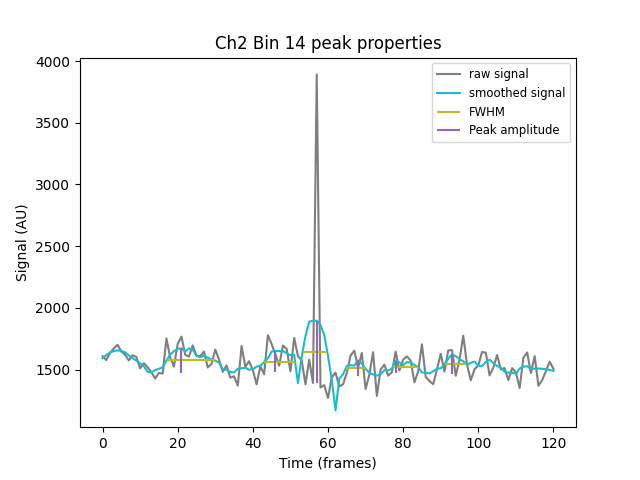 Ch2 Bin 14 peak properties
4000
3500
3000
2500
2000
1500
Signal (AU)
raw signal
smoothed signal
FWHM
Peak amplitude
0 20 40 60 80 100 120
Time (frames)